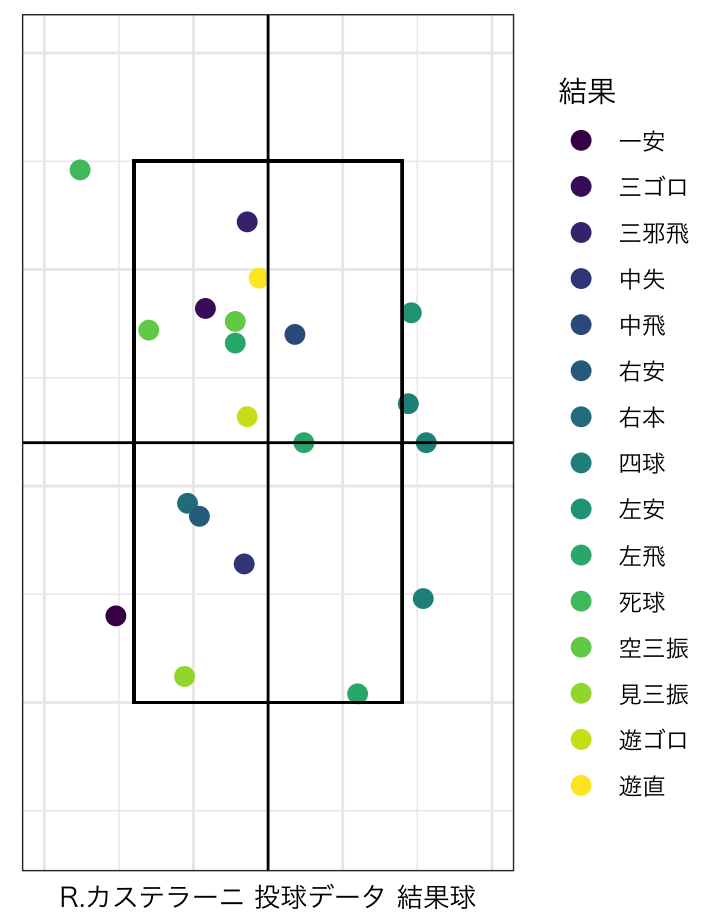 結果
一安
三ゴロ
三邪飛
中失
中飛
右安
右本
四球
左安
左飛
死球
空三振
見三振
遊ゴロ
遊直
R.カステラーニ 投球データ 結果球